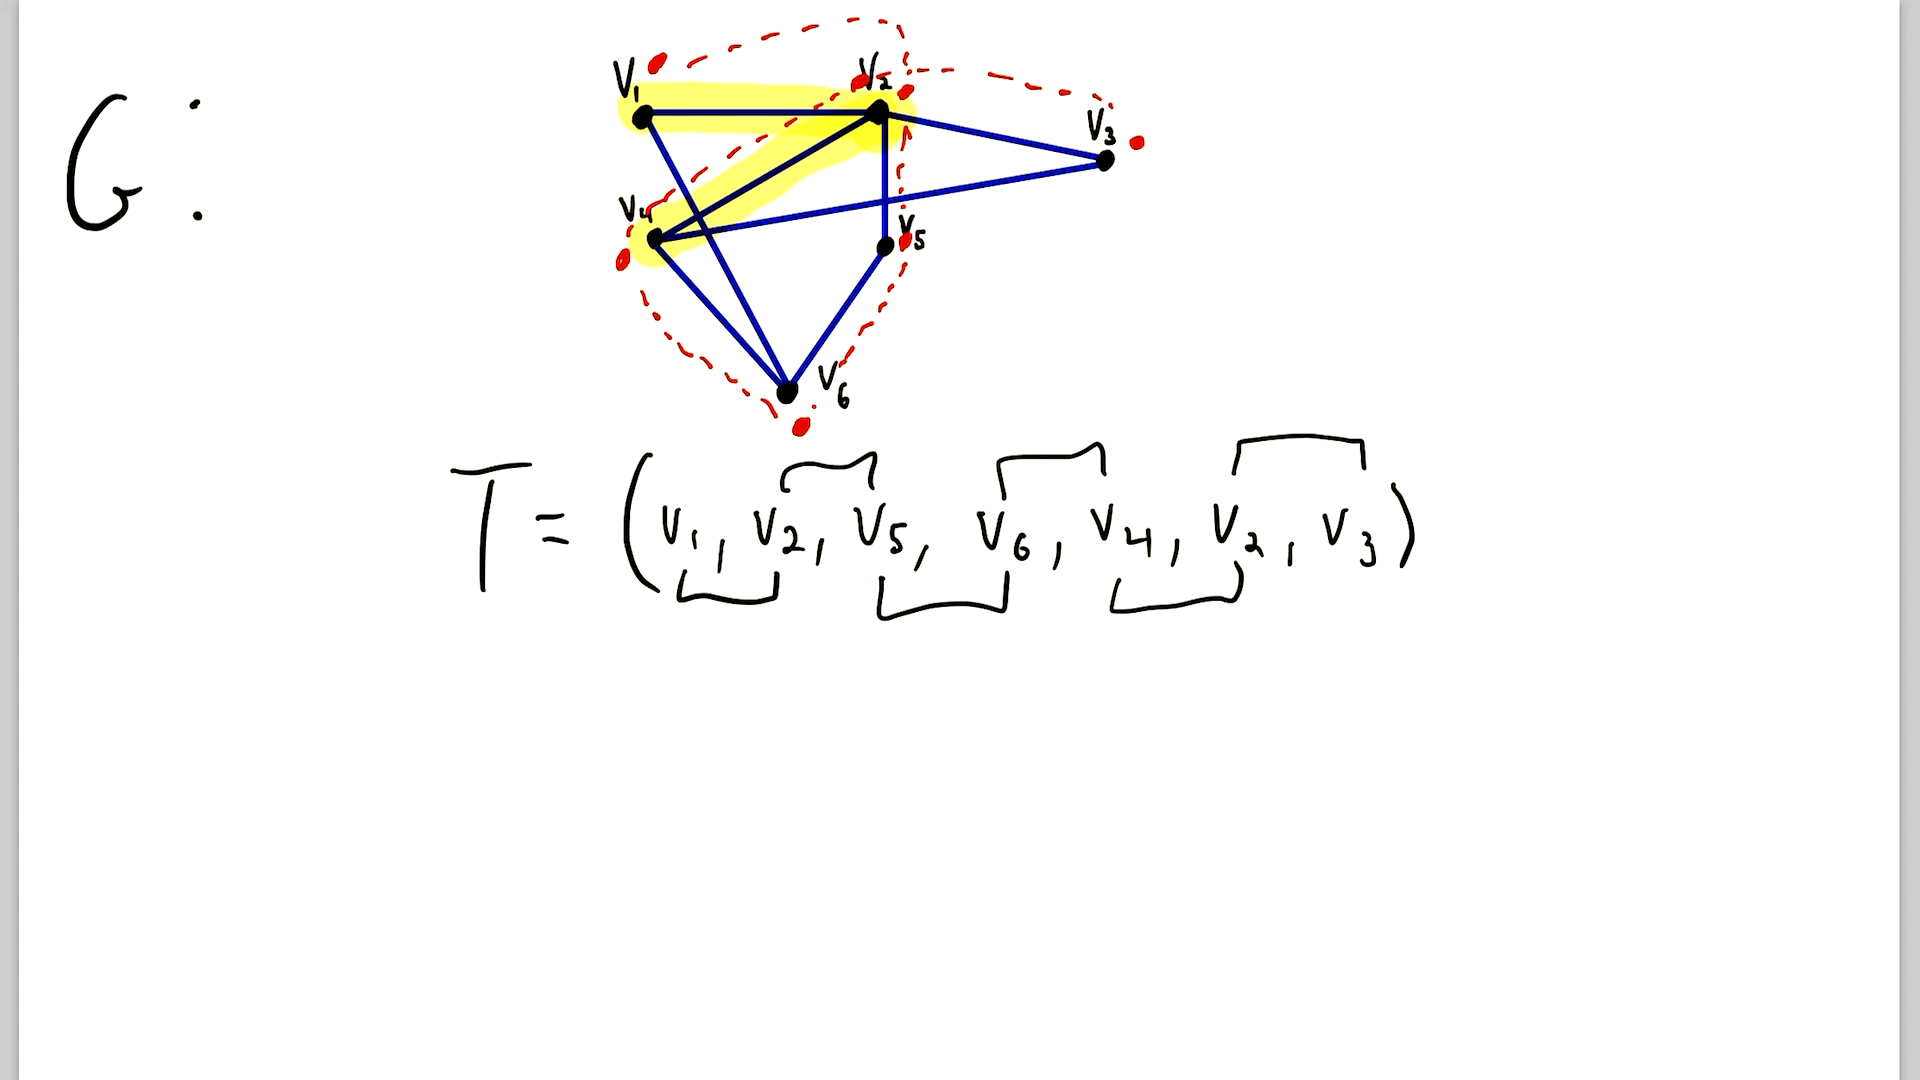 G:
V₁
V₂
V₃
V₄
V₅
V₆
T = (V₁, V₂, V₅, V₆, V₄, V₂, V₃)